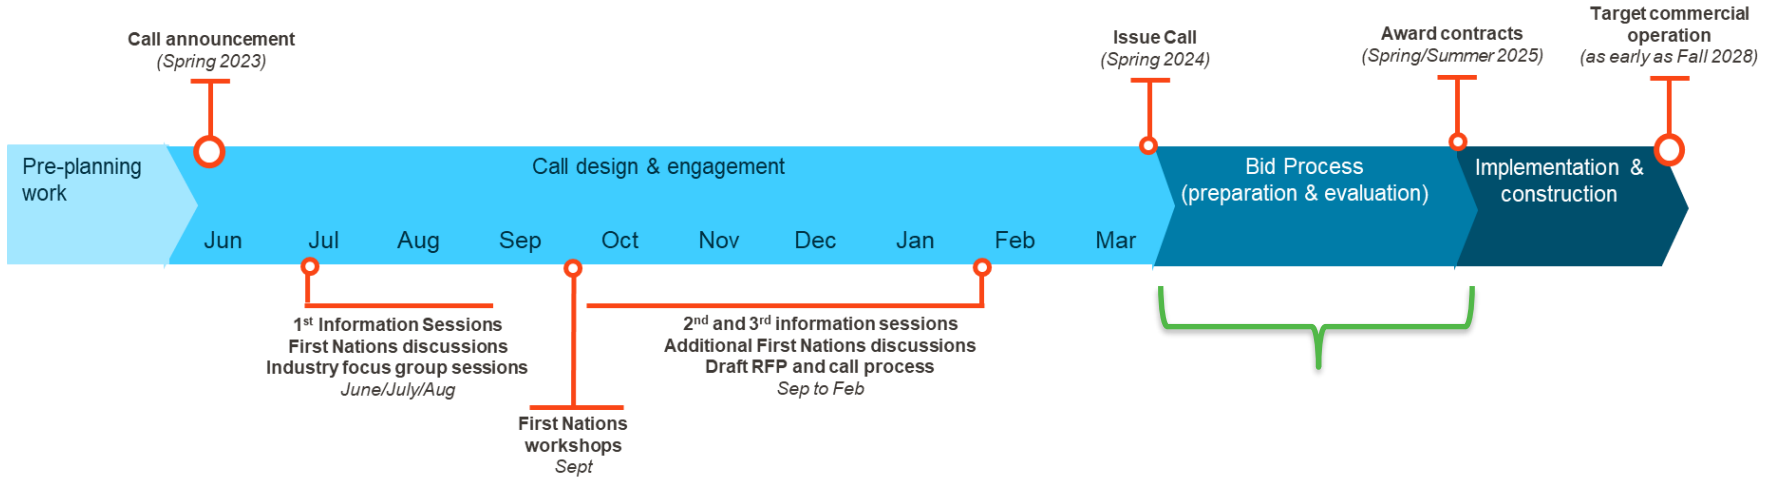 Call announcement
(Spring 2023)
Issue Call
(Spring 2024)
Award contracts
(Spring/Summer 2025)
Target commercial
operation
(as early as Fall 2028)
Pre-planning
work
Call design & engagement
Bid Process
(preparation & evaluation)
Implementation &
construction
Jun Jul Aug Sep Oct Nov Dec Jan Feb Mar
1st Information Sessions
First Nations discussions
Industry focus group sessions
June/July/Aug
First Nations
workshops
Sept
2nd and 3rd information sessions
Additional First Nations discussions
Draft RFP and call process
Sep to Feb